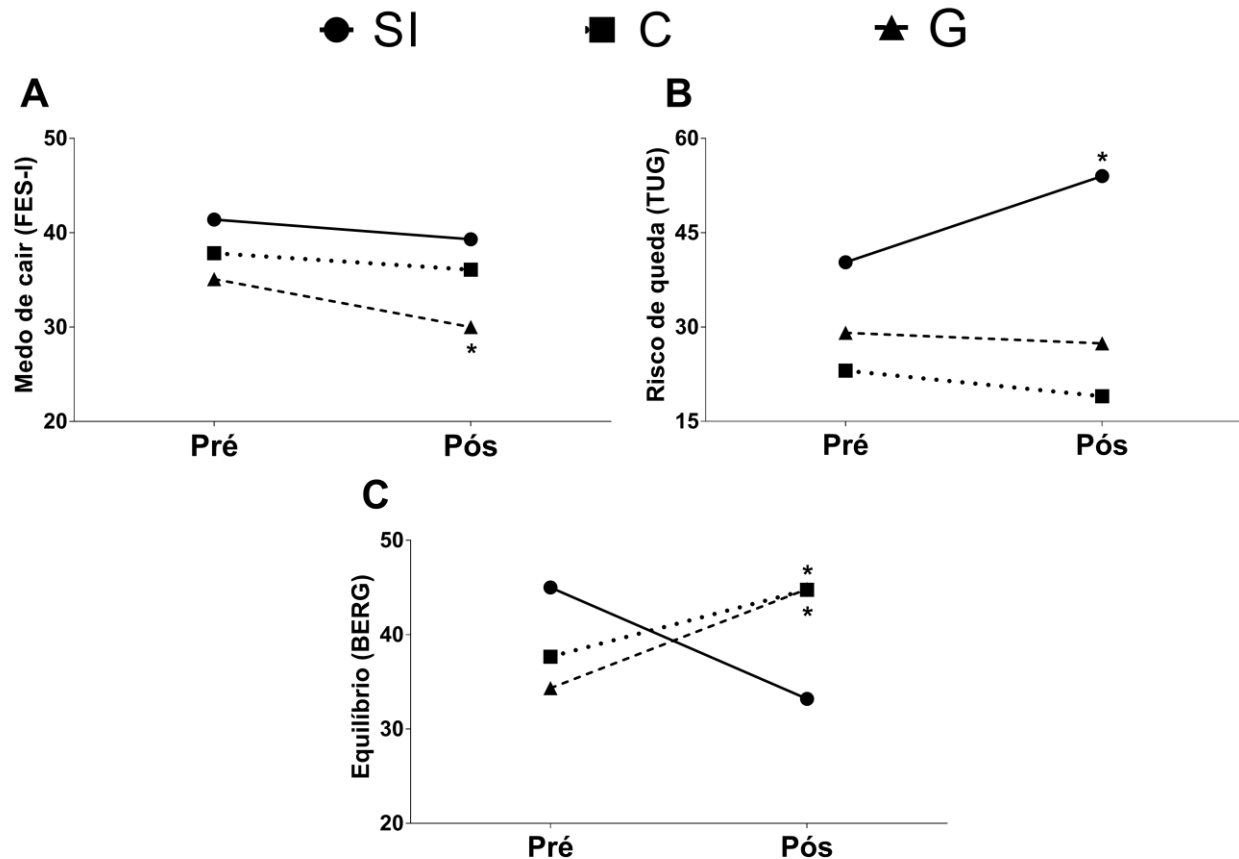 SI C G
A
Medo de cair (FES-I)
50
40
30
20
*
Pré Pós
B
Risco de queda (TUG)
60
45
30
15
*
Pré Pós
C
Equilíbrio (BERG)
50
40
30
20
*
*
Pré Pós